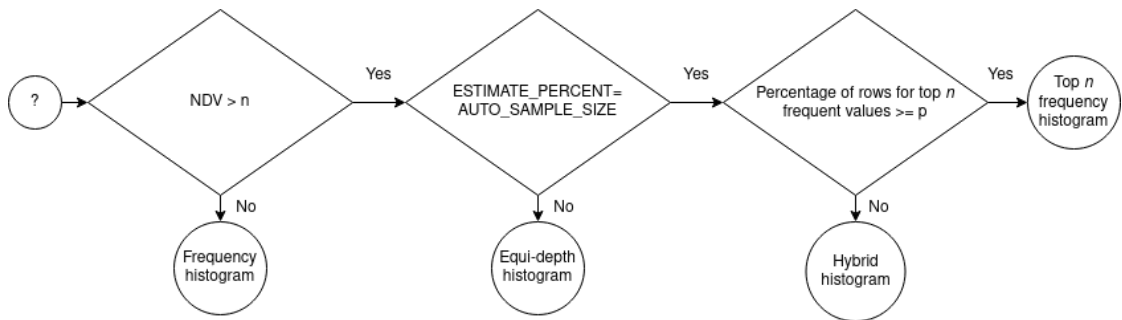 ?
NDV > n
Yes
ESTIMATE_PERCENT=
AUTO_SAMPLE_SIZE
Yes
Percentage of rows for top n
frequent values >= p
Yes
Top n
frequency
histogram
No
Frequency
histogram
No
Equi-depth
histogram
No
Hybrid
histogram